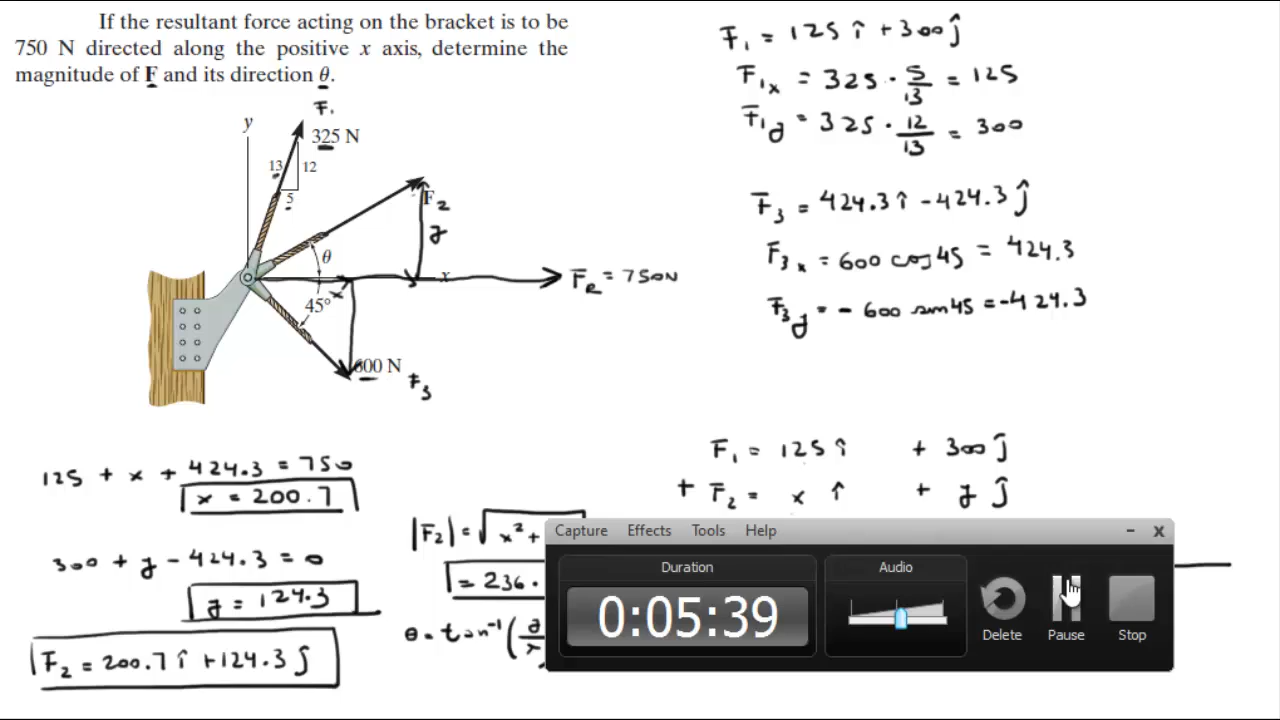 If the resultant force acting on the bracket is to be
750 N directed along the positive x axis, determine the
magnitude of F and its direction θ.
F₁
y
325 N
13
12
5
F₂
y
θ
x
x
F_R = 750N
45°
600 N
F₃
F₁ = 125 î + 300 ĵ
F₁ₓ = 325 · 5/13 = 125
F₁y = 325 · 12/13 = 300
F₃ = 424.3 î - 424.3 ĵ
F₃ₓ = 600 cos 45 = 424.3
F₃y = - 600 sin 45 = -424.3
125 + x + 424.3 = 750
x = 200.7
300 + y - 424.3 = 0
y = 124.3
F₂ = 200.7 î + 124.3 ĵ
|F₂| = √x² +
= 236.
θ = tan⁻¹ (y/x
F₁ = 125 î + 300 ĵ
+ F₂ = x î + y ĵ
Capture Effects Tools Help
Duration
0:05:39
Audio
Delete
Pause
Stop